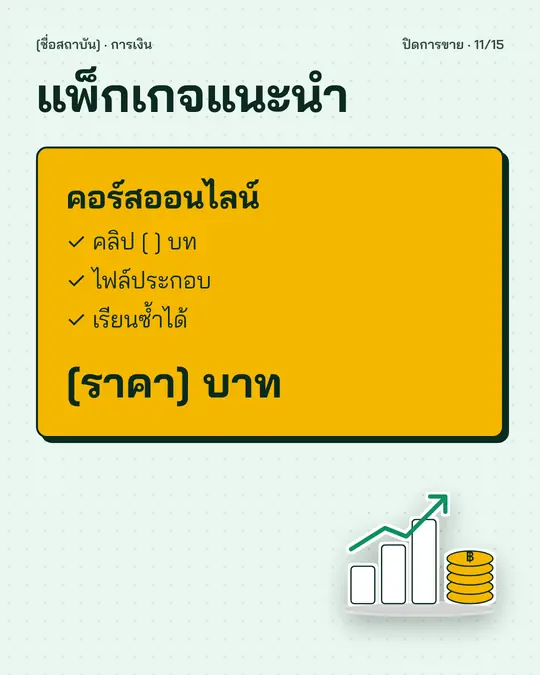 [ชื่อสถาบัน] · การเงิน
ปิดการขาย · 11/15
แพ็กเกจแนะนำ
คอร์สออนไลน์
✓ คลิป [ ] บท
✓ ไฟล์ประกอบ
✓ เรียนซ้ำได้
[ราคา] บาท
฿